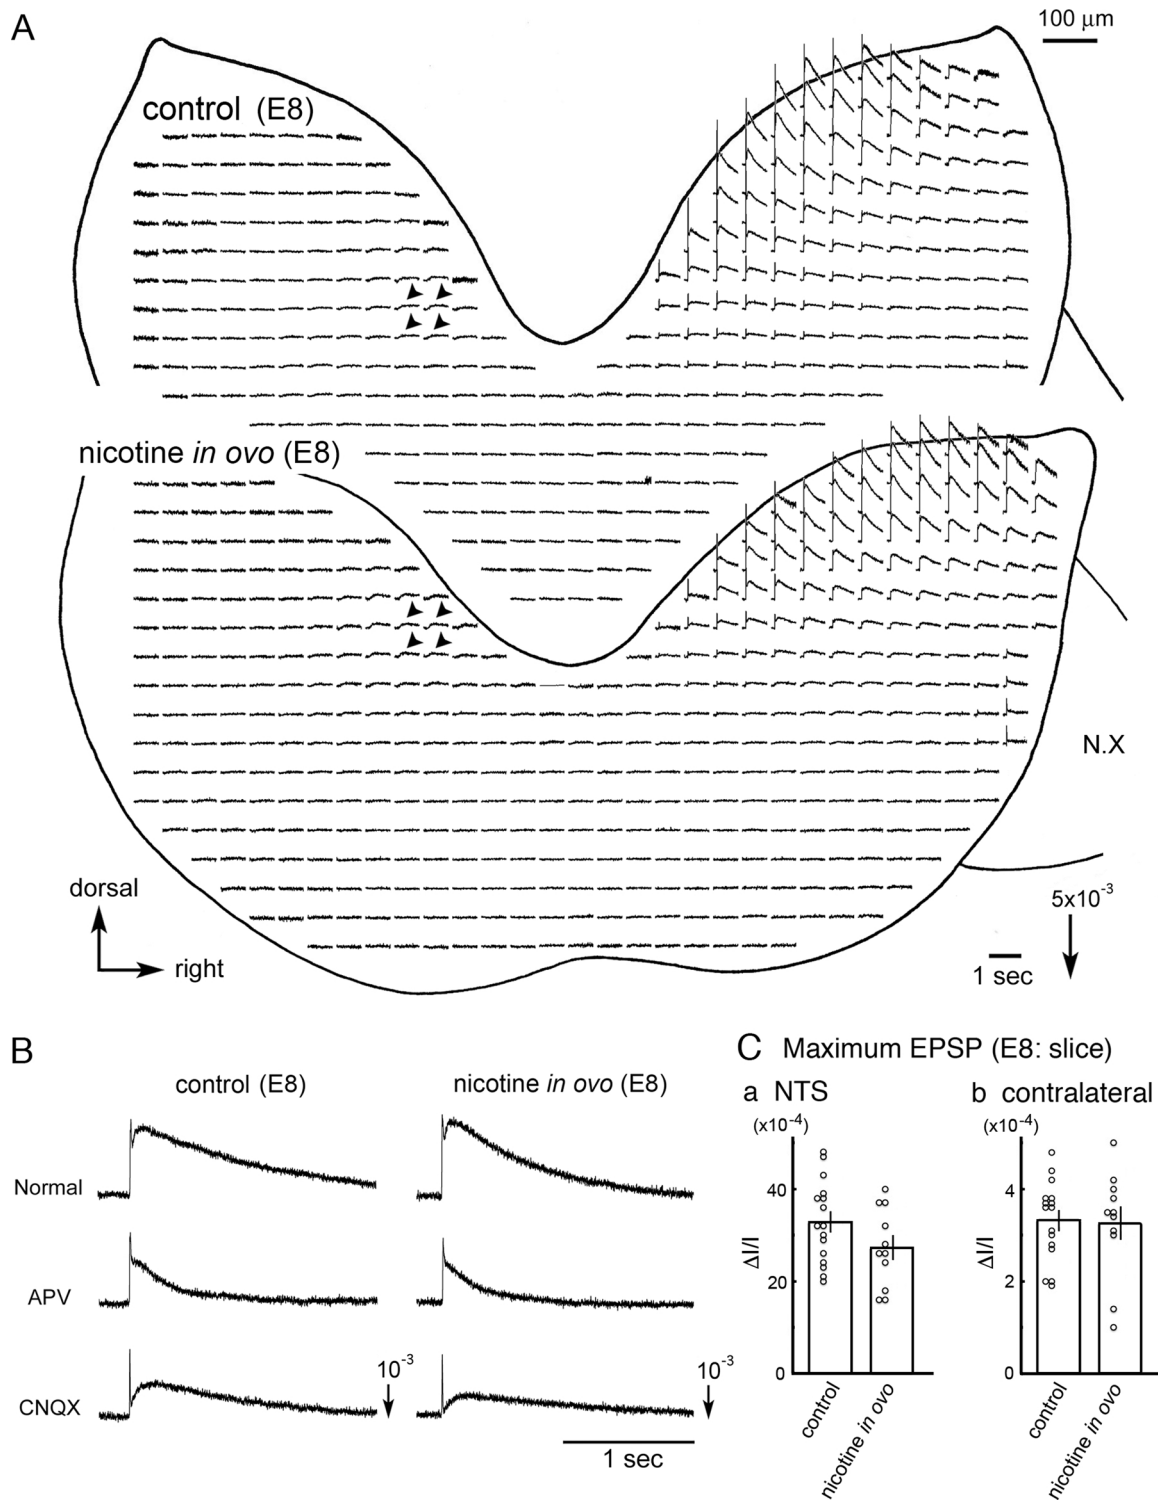 A
100 μm
control (E8)
nicotine in ovo (E8)
N.X
dorsal
right
5x10-3
1 sec
B
control (E8)
nicotine in ovo (E8)
Normal
APV
CNQX
10-3
10-3
1 sec
C Maximum EPSP (E8: slice)
a NTS
(x10-4)
40
20
0
ΔI/I
control
nicotine in ovo
b contralateral
(x10-4)
4
2
0
ΔI/I
control
nicotine in ovo